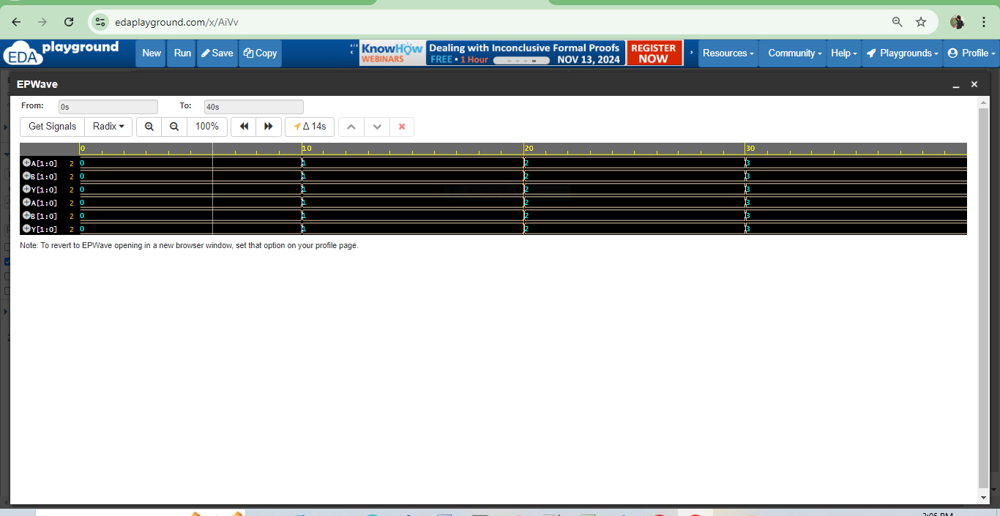 edaplayground.com/x/AiVv
EDA playground New Run Save Copy KnowHow WEBINARS Dealing with Inconclusive Formal Proofs FREE • 1 Hour NOV 13, 2024 REGISTER NOW Resources Community Help Playgrounds Profile
EPWave
From: 0s To: 40s
Get Signals Radix 100% Δ 14s
0 10 20 30
A[1:0] 2 0 1 2 3
B[1:0] 2 0 1 2 3
Y[1:0] 2 0 1 2 3
A[1:0] 2 0 1 2 3
B[1:0] 2 0 1 2 3
Y[1:0] 2 0 1 2 3
Note: To revert to EPWave opening in a new browser window, set that option on your profile page.